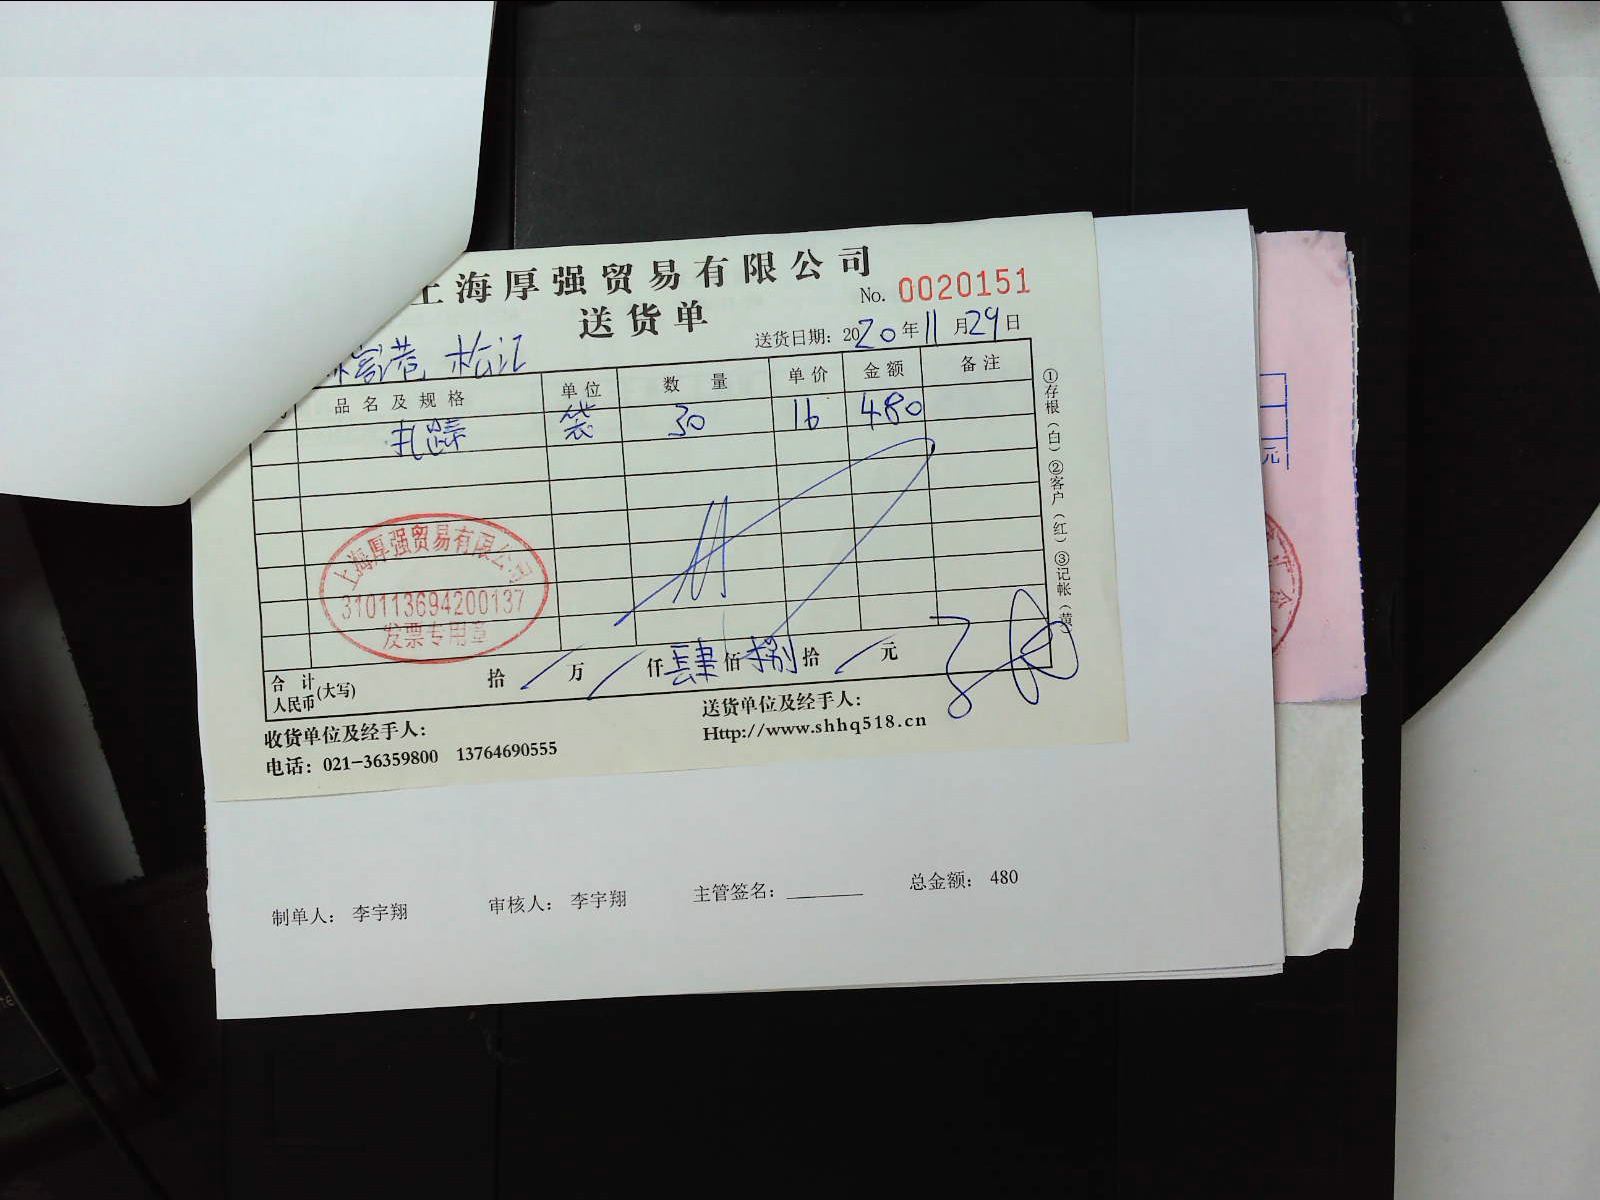 上海厚强贸易有限公司
No. 0020151
送货单
送货日期：2020年11月29日
松江
品名及规格 单位 数量 单价 金额 备注
袋 30 16 480
上海厚强贸易有限公司
310113694200137
发票专用章
合计人民币(大写) 拾 / 万 / 仟 肆 佰 捌 拾 / 元
收货单位及经手人：
送货单位及经手人：
电话：021-36359800 13764690555
Http://www.shhq518.cn
①存根（白）②客户（红）③记帐（黄）
元
制单人： 李宇翔 审核人： 李宇翔 主管签名： 总金额： 480